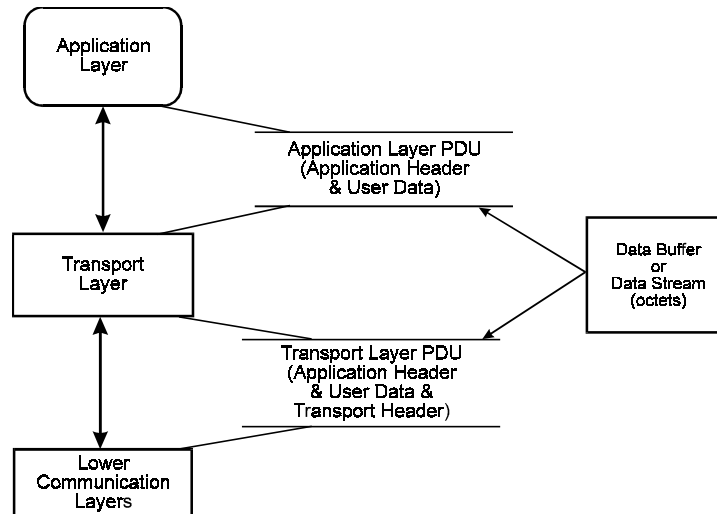 Application
Layer
Application Layer PDU
(Application Header
& User Data)
Transport
Layer
Data Buffer
or
Data Stream
(octets)
Transport Layer PDU
(Application Header
& User Data &
Transport Header)
Lower
Communication
Layers